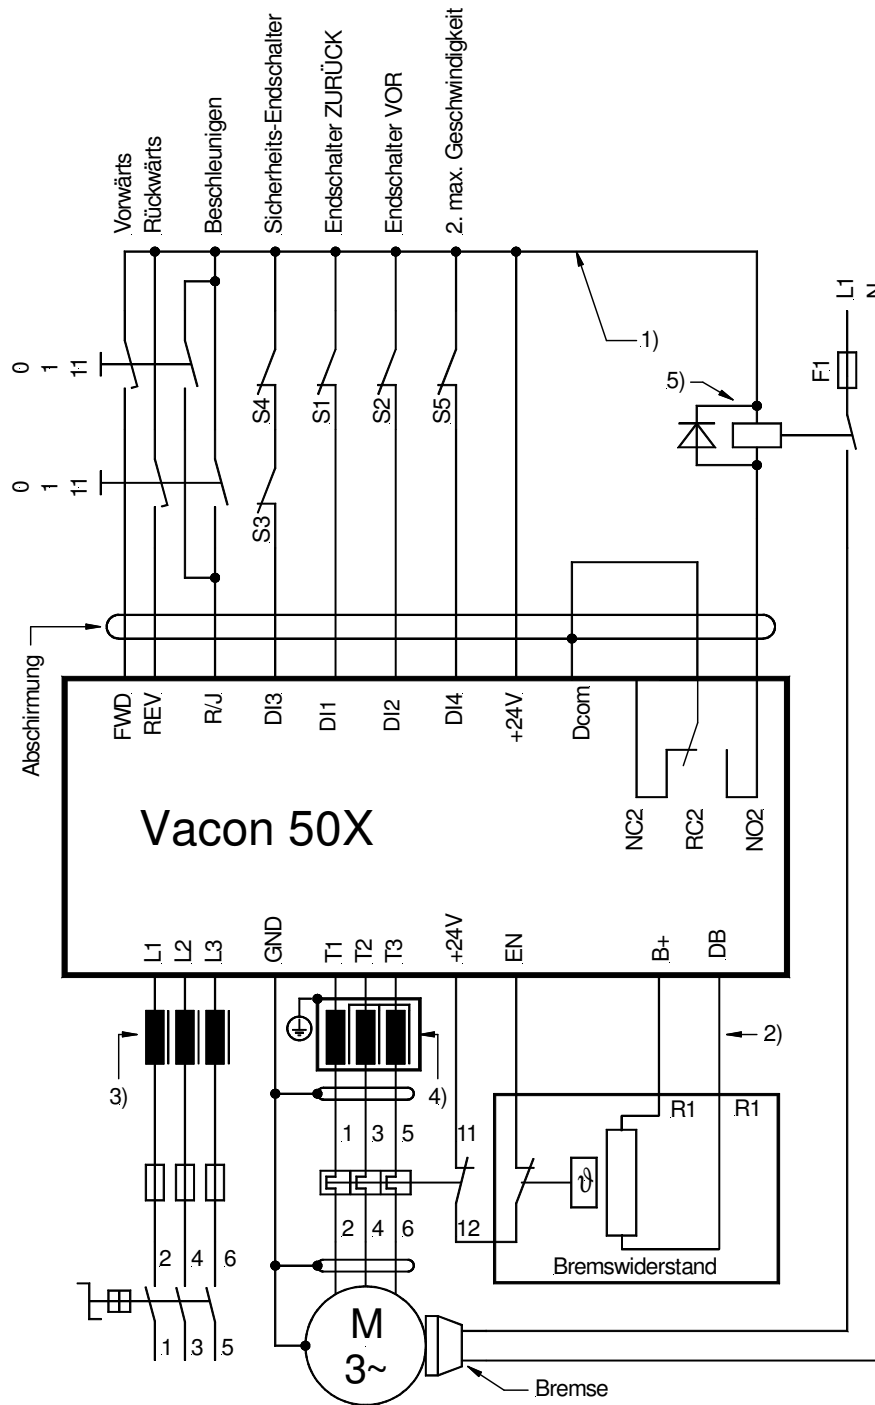 Vorwärts
Rückwärts
Beschleunigen
Sicherheits-Endschalter
Endschalter ZURÜCK
Endschalter VOR
2. max. Geschwindigkeit
0
1
11
0
1
11
S4
S1
S2
S5
S3
1)
5)
F1
L1
N
Abschirmung
FWD
REV
R/J
DI3
DI1
DI2
DI4
+24V
Dcom
NC2
RC2
NO2
Vacon 50X
L1
L2
L3
GND
T1
T2
T3
+24V
EN
B+
DB
3)
4)
2)
R1
R1
1
3
5
11
2
4
6
12
ϑ
Bremswiderstand
2
4
6
1
3
5
M
3~
Bremse